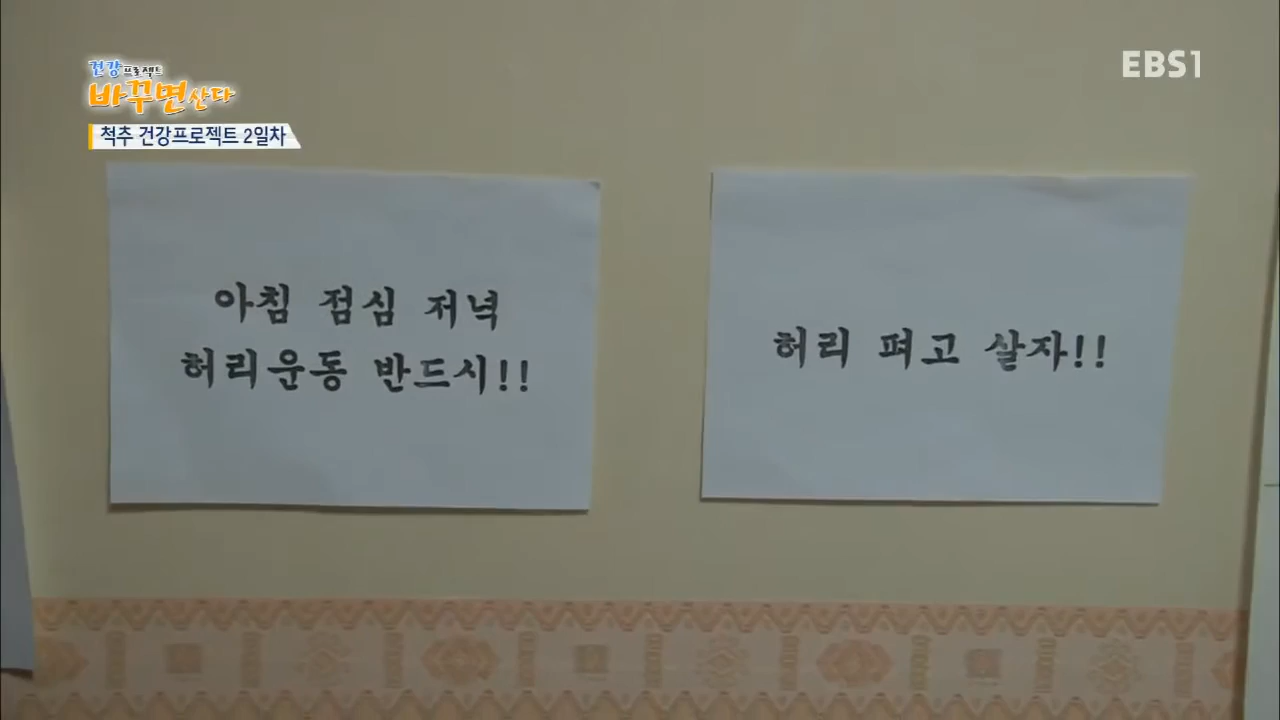 건강프로젝트
바꾸면 산다
척추 건강프로젝트 2일차
EBS1
아침 점심 저녁
허리운동 반드시!!
허리 펴고 살자!!